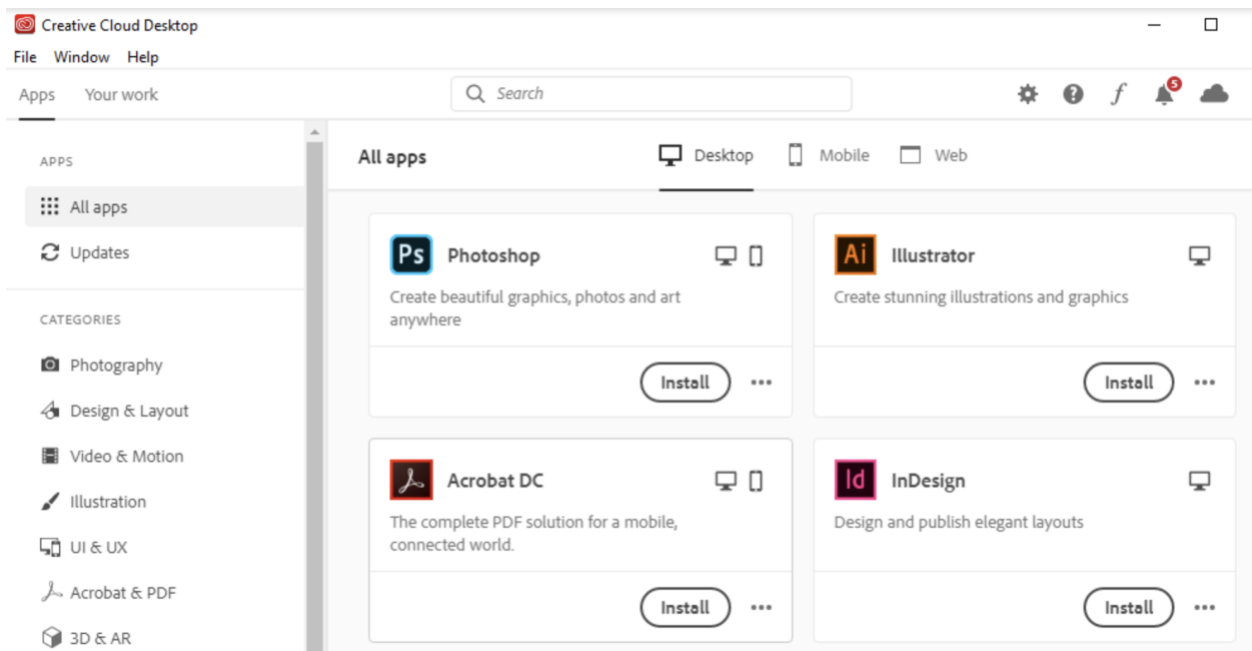 Creative Cloud Desktop
File Window Help
Apps Your work Search f 5
APPS
All apps
Updates
CATEGORIES
Photography
Design & Layout
Video & Motion
Illustration
UI & UX
Acrobat & PDF
3D & AR
All apps Desktop Mobile Web
Ps Photoshop
Create beautiful graphics, photos and art
anywhere
Install
Ai Illustrator
Create stunning illustrations and graphics
Install
Acrobat DC
The complete PDF solution for a mobile,
connected world.
Install
Id InDesign
Design and publish elegant layouts
Install